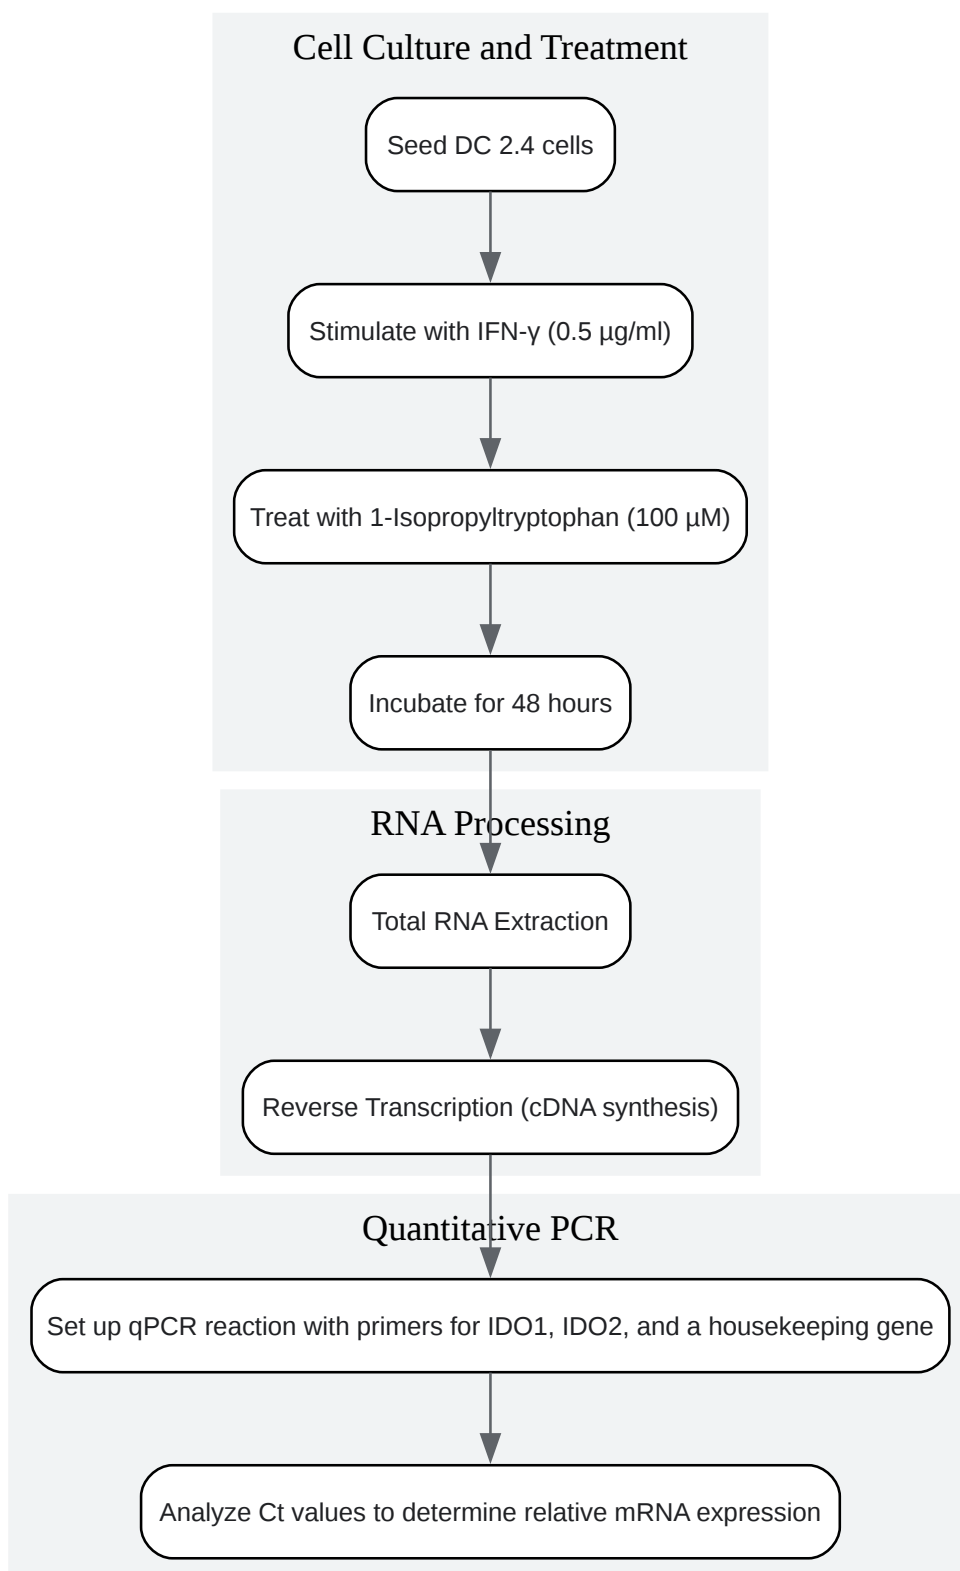 Cell Culture and Treatment
Seed DC 2.4 cells
Stimulate with IFN-γ (0.5 µg/ml)
Treat with 1-Isopropyltryptophan (100 µM)
Incubate for 48 hours
RNA Processing
Total RNA Extraction
Reverse Transcription (cDNA synthesis)
Quantitative PCR
Set up qPCR reaction with primers for IDO1, IDO2, and a housekeeping gene
Analyze Ct values to determine relative mRNA expression